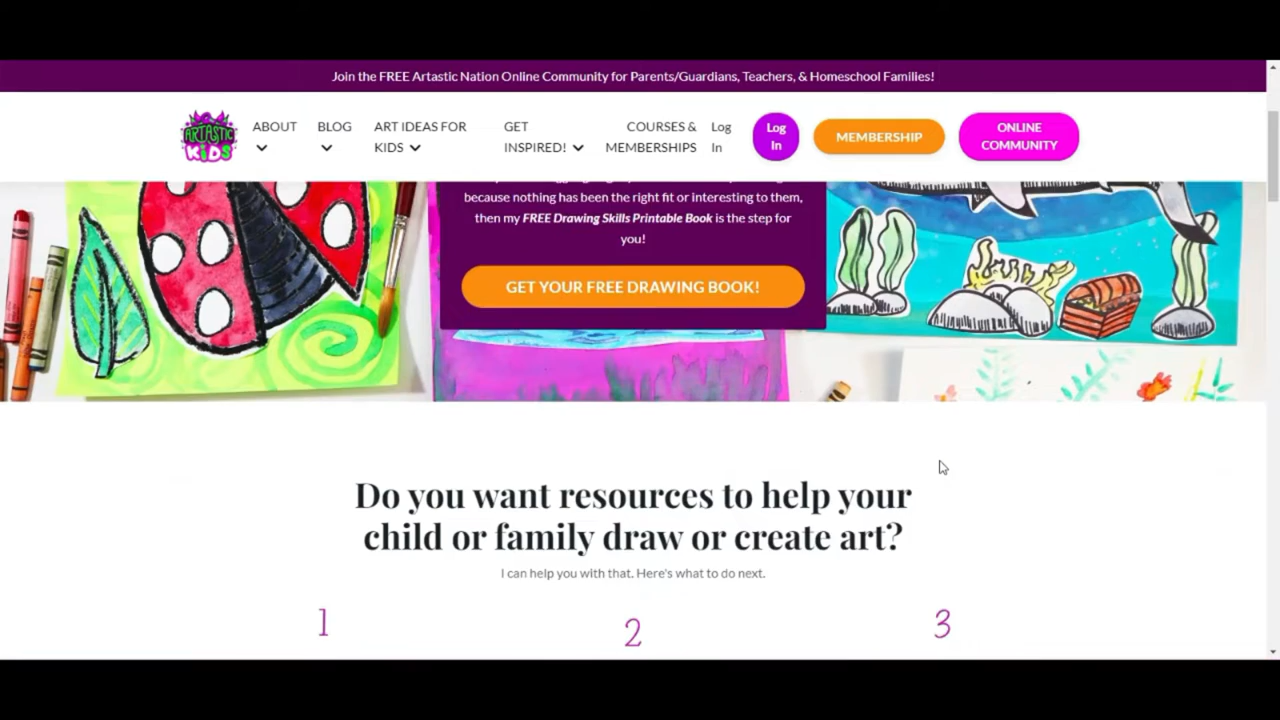 Join the FREE Artastic Nation Online Community for Parents/Guardians, Teachers, & Homeschool Families!
ARTASTIC
KIDS
ABOUT
BLOG
ART IDEAS FOR
KIDS
GET
INSPIRED!
COURSES &
MEMBERSHIPS
Log
In
Log
In
MEMBERSHIP
ONLINE
COMMUNITY
because nothing has been the right fit or interesting to them,
then my FREE Drawing Skills Printable Book is the step for
you!
GET YOUR FREE DRAWING BOOK!
Do you want resources to help your
child or family draw or create art?
I can help you with that. Here's what to do next.
1
2
3